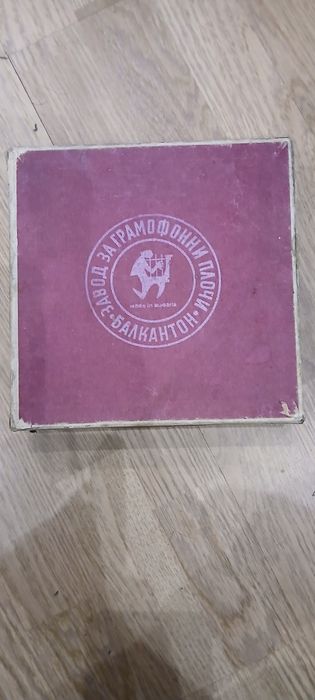 ЗАВОД ЗА ГРАМОФОННИ ПЛОЧИ
• БАЛКАНТОН •
made in Bulgaria